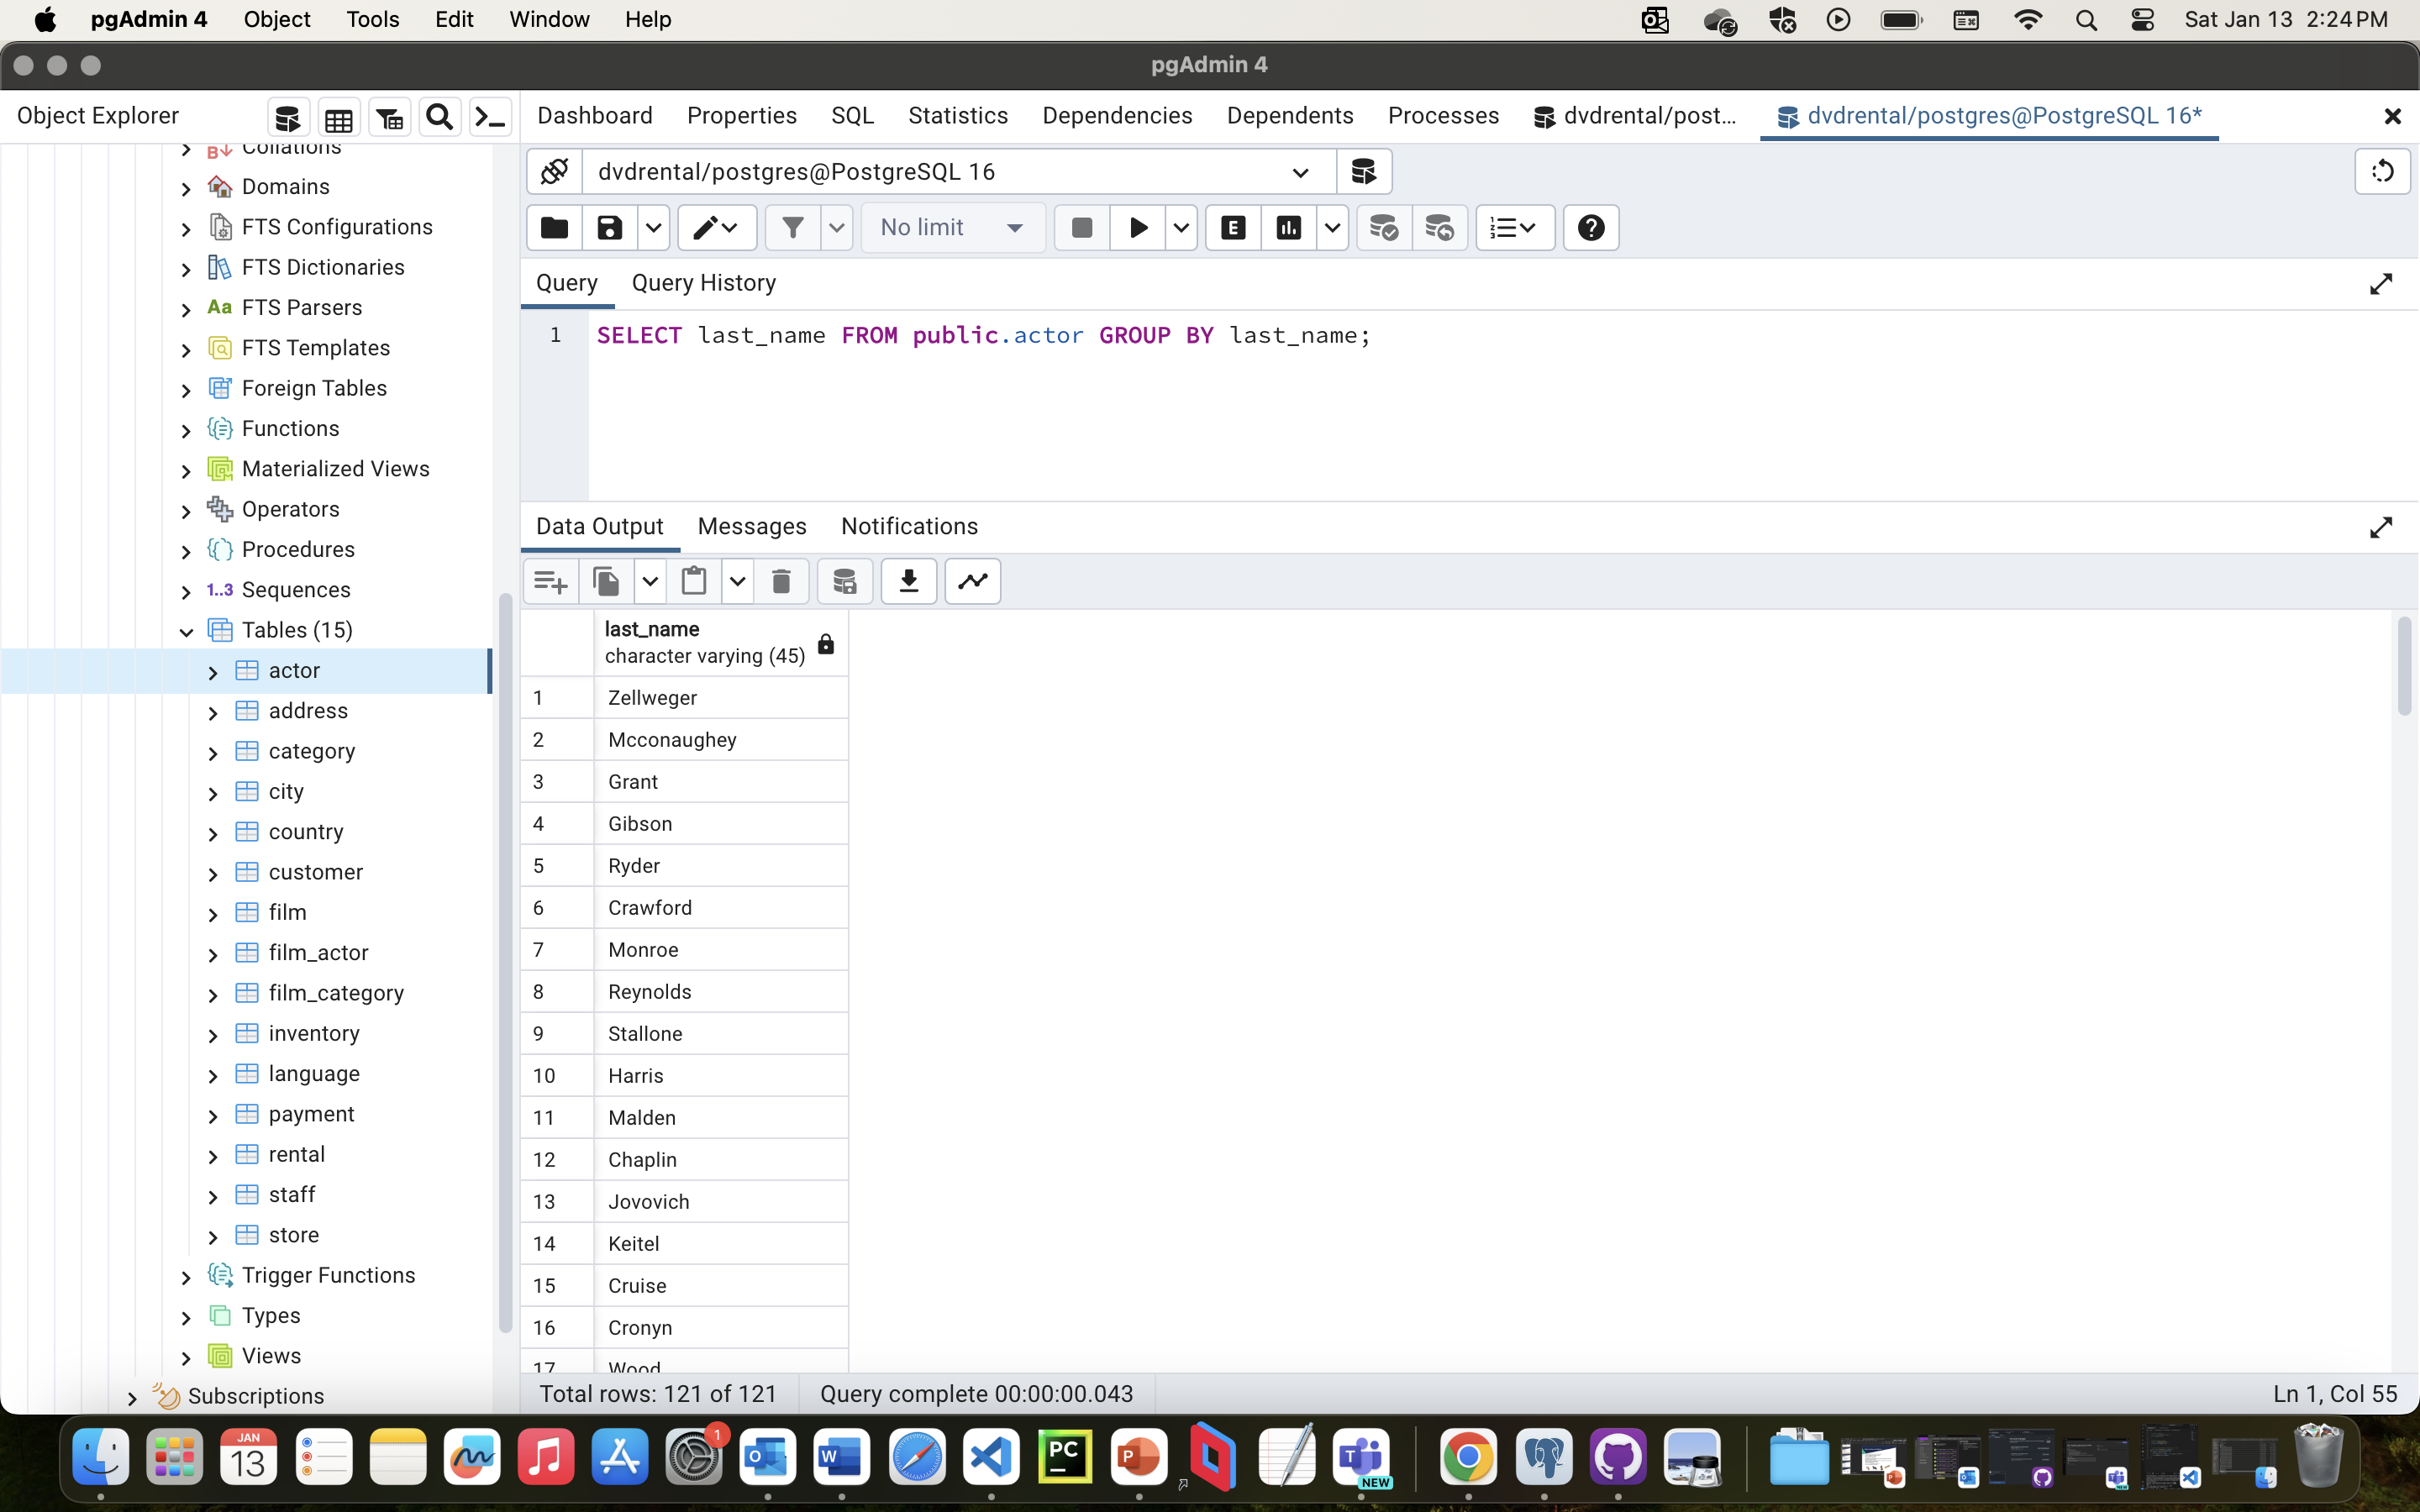 pgAdmin 4 Object Tools Edit Window Help Sat Jan 13 2:24 PM
pgAdmin 4
Object Explorer
Dashboard Properties SQL Statistics Dependencies Dependents Processes dvdrental/post... dvdrental/postgres@PostgreSQL 16*
Collations
Domains
FTS Configurations
FTS Dictionaries
Aa FTS Parsers
FTS Templates
Foreign Tables
Functions
Materialized Views
Operators
Procedures
1..3 Sequences
Tables (15)
actor
address
category
city
country
customer
film
film_actor
film_category
inventory
language
payment
rental
staff
store
Trigger Functions
Types
Views
Subscriptions
dvdrental/postgres@PostgreSQL 16
No limit
E
Query Query History
1 SELECT last_name FROM public.actor GROUP BY last_name;
Data Output Messages Notifications
last_name
character varying (45)
1 Zellweger
2 Mcconaughey
3 Grant
4 Gibson
5 Ryder
6 Crawford
7 Monroe
8 Reynolds
9 Stallone
10 Harris
11 Malden
12 Chaplin
13 Jovovich
14 Keitel
15 Cruise
16 Cronyn
17 Wood
Total rows: 121 of 121 Query complete 00:00:00.043 Ln 1, Col 55
JAN
13
1
O
W
PC
P
T
NEW